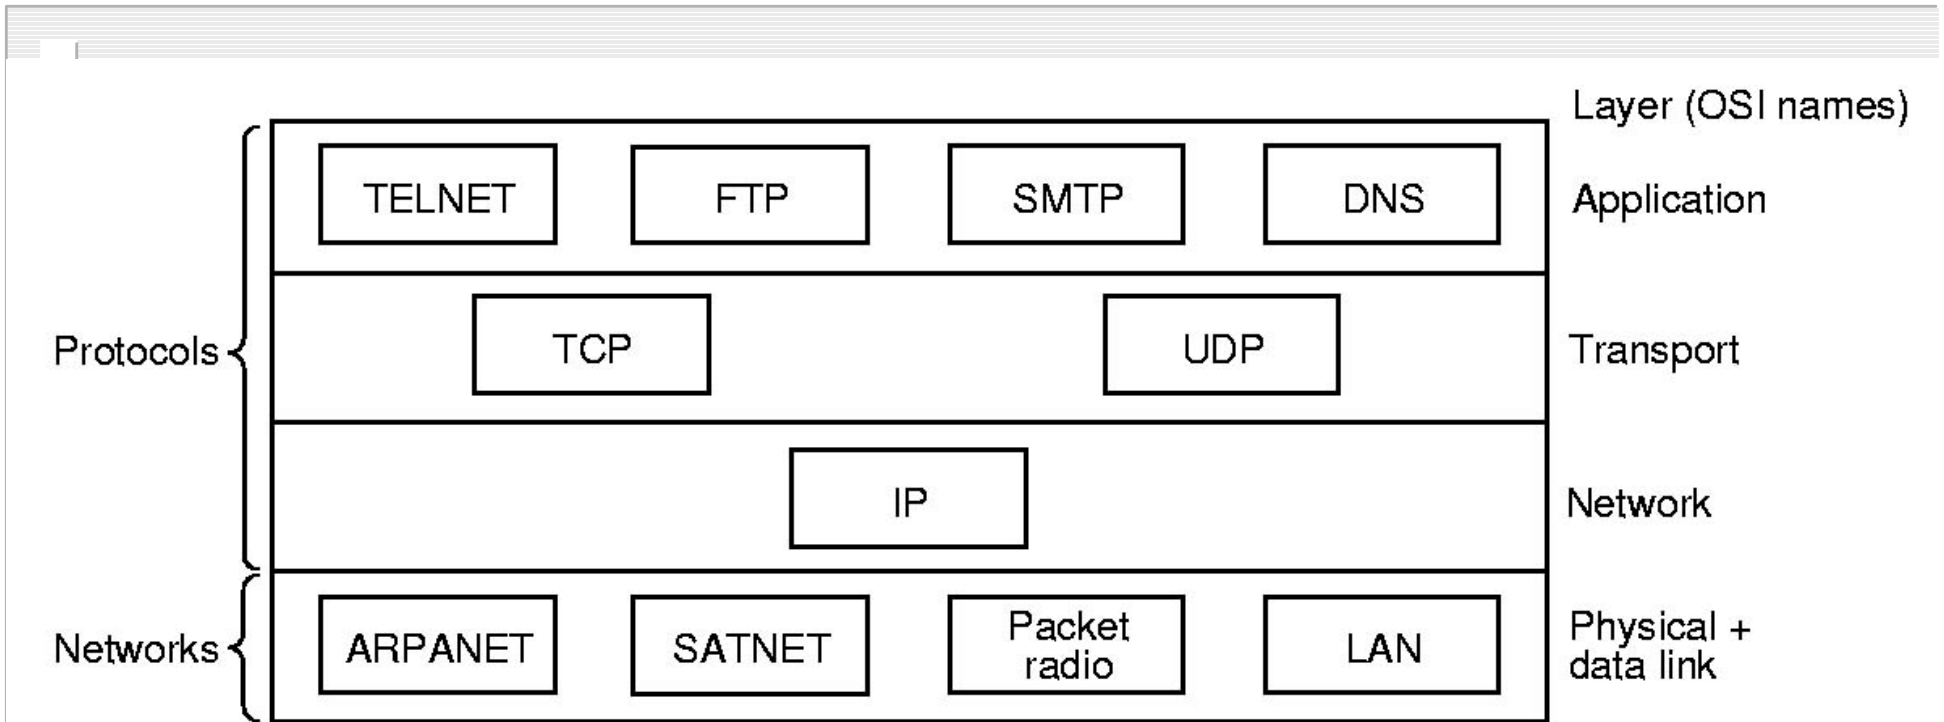 Layer (OSI names)
TELNET FTP SMTP DNS Application
Protocols TCP UDP Transport
IP Network
Networks ARPANET SATNET Packet radio LAN Physical + data link